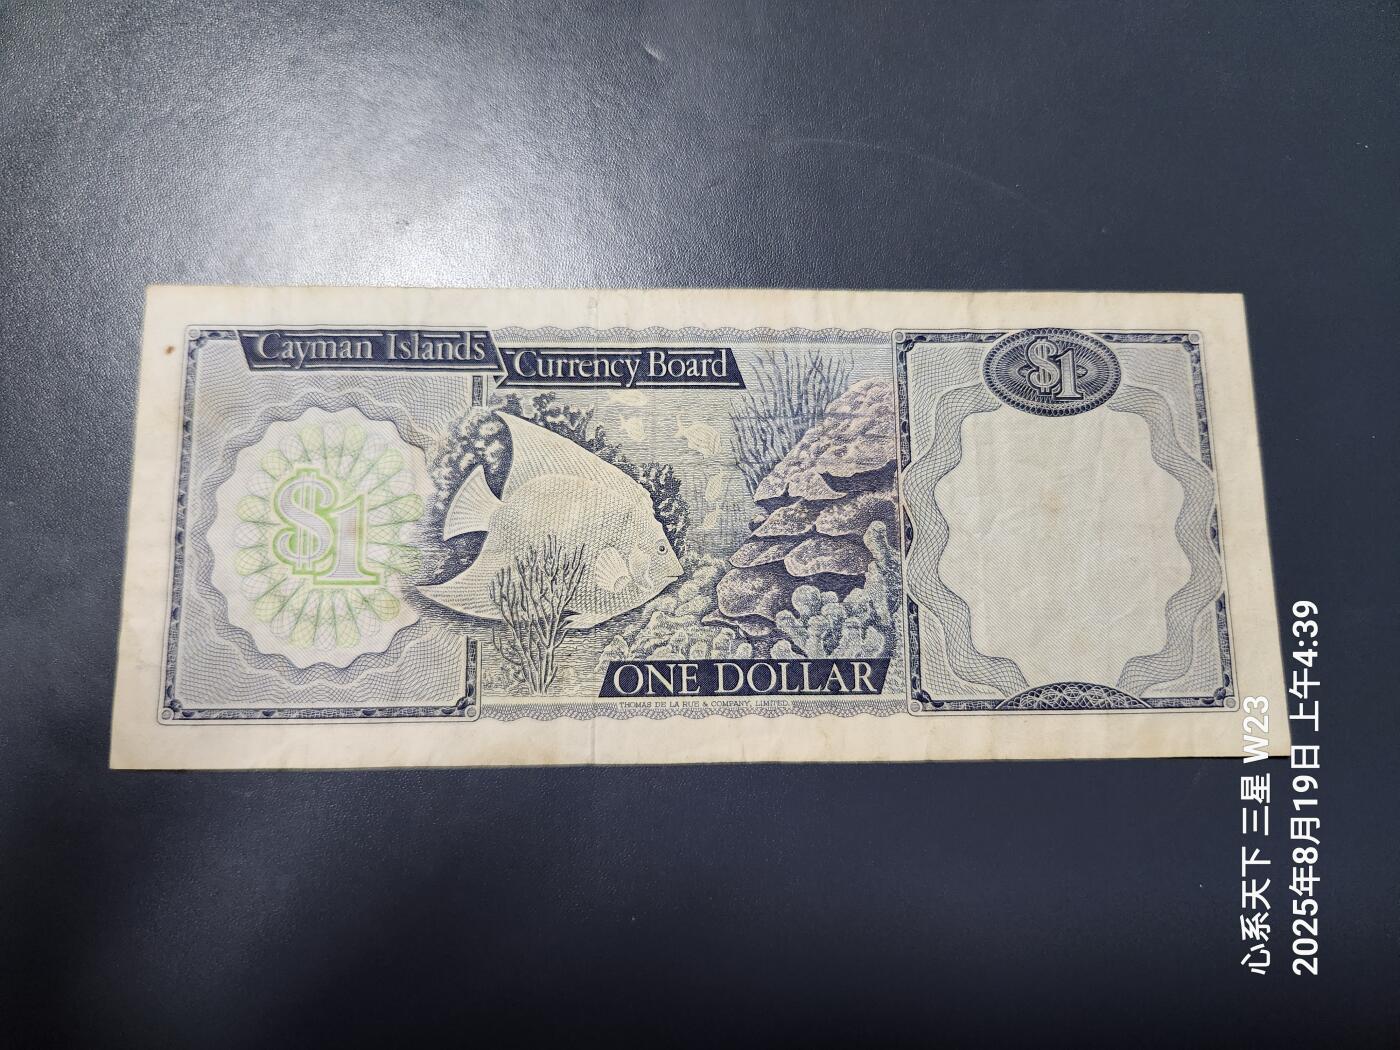 Cayman Islands
Currency Board
$1
$1
ONE DOLLAR
THOMAS DE LA RUE & COMPANY, LIMITED.
心系天下 三星 W23
2025年8月19日 上午4:39